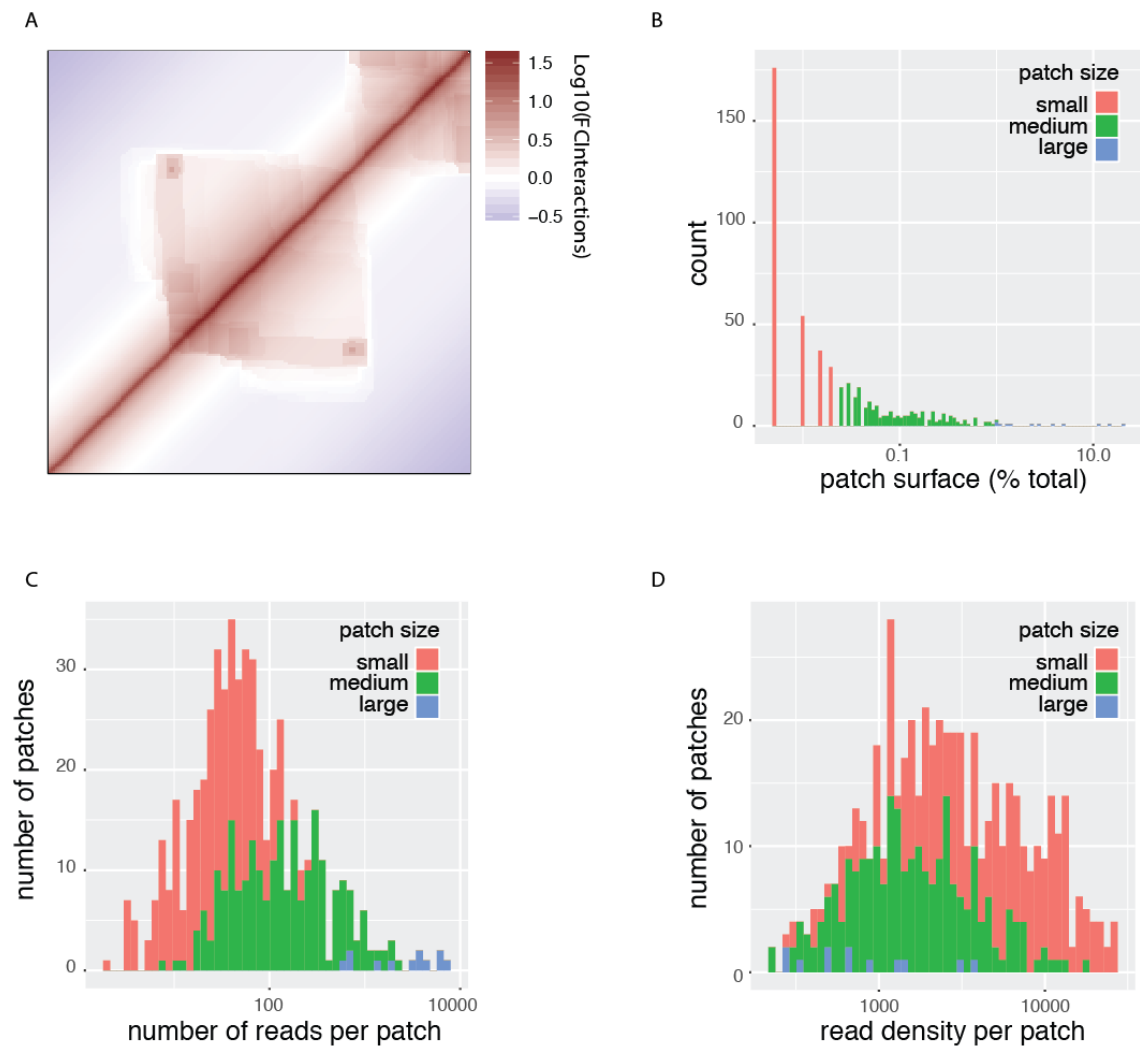 A
1.5
1.0
0.5
0.0
−0.5
Log10(FCInteractions)
B
patch size
small
medium
large
150
100
50
0
count
0.1
10.0
patch surface (% total)
C
patch size
small
medium
large
30
20
10
0
number of patches
100
10000
number of reads per patch
D
patch size
small
medium
large
20
10
0
number of patches
1000
10000
read density per patch